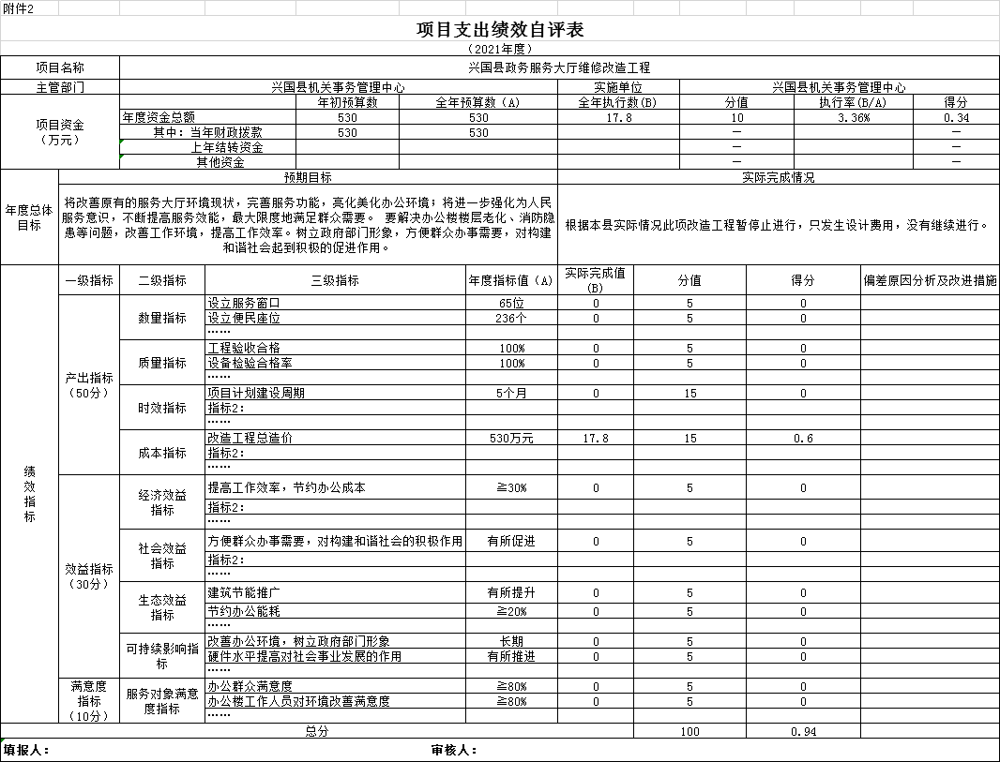 附件2
项目支出绩效自评表
（2021年度）
项目名称 兴国县政务服务大厅维修改造工程
主管部门 兴国县机关事务管理中心 实施单位 兴国县机关事务管理中心
项目资金（万元） 年初预算数 全年预算数（A） 全年执行数(B) 分值 执行率(B/A) 得分
年度资金总额 530 530 17.8 10 3.36% 0.34
其中：当年财政拨款 530 530 — —
上年结转资金 — —
其他资金 — —
年度总体目标 预期目标 实际完成情况
将改善原有的服务大厅环境现状，完善服务功能，亮化美化办公环境；将进一步强化为人民
服务意识，不断提高服务效能，最大限度地满足群众需要。 要解决办公楼楼层老化、消防隐
患等问题，改善工作环境，提高工作效率。树立政府部门形象，方便群众办事需要，对构建
和谐社会起到积极的促进作用。
根据本县实际情况此项改造工程暂停止进行，只发生设计费用，没有继续进行。
绩效指标 一级指标 二级指标 三级指标 年度指标值（A） 实际完成值(B) 分值 得分 偏差原因分析及改进措施
产出指标（50分） 数量指标 设立服务窗口 65位 0 5 0
设立便民座位 236个 0 5 0
……
质量指标 工程验收合格 100% 0 5 0
设备检验合格率 100% 0 5 0
……
时效指标 项目计划建设周期 5个月 0 15 0
指标2：
……
成本指标 改造工程总造价 530万元 17.8 15 0.6
指标2：
……
效益指标（30分） 经济效益指标 提高工作效率，节约办公成本 ≧30% 0 5 0
指标2：
……
社会效益指标 方便群众办事需要，对构建和谐社会的积极作用 有所促进 0 5 0
指标2：
……
生态效益指标 建筑节能推广 有所提升 0 5 0
节约办公能耗 ≧20% 0 5 0
……
可持续影响指标 改善办公环境，树立政府部门形象 长期 0 5 0
硬件水平提高对社会事业发展的作用 有所推进 0 5 0
……
满意度指标（10分） 服务对象满意度指标 办公群众满意度 ≧80% 0 5 0
办公楼工作人员对环境改善满意度 ≧80% 0 5 0
……
总分 100 0.94
填报人： 审核人：